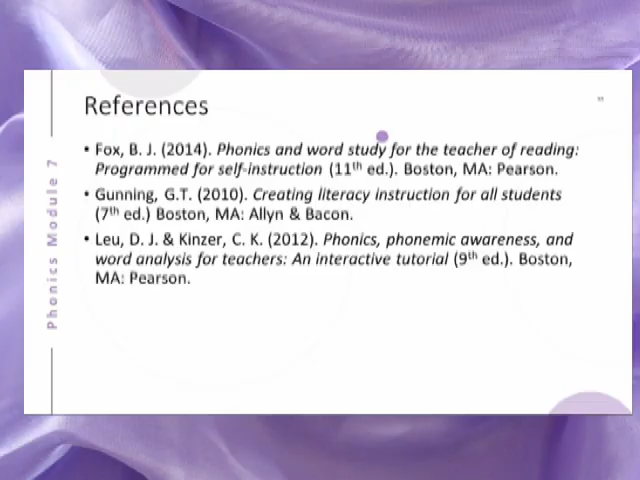 References
"
• Fox, B. J. (2014). Phonics and word study for the teacher of reading:
Programmed for self-instruction (11th ed.). Boston, MA: Pearson.
• Gunning, G.T. (2010). Creating literacy instruction for all students
(7th ed.) Boston, MA: Allyn & Bacon.
• Leu, D. J. & Kinzer, C. K. (2012). Phonics, phonemic awareness, and
word analysis for teachers: An interactive tutorial (9th ed.). Boston,
MA: Pearson.
Phonics Module 7